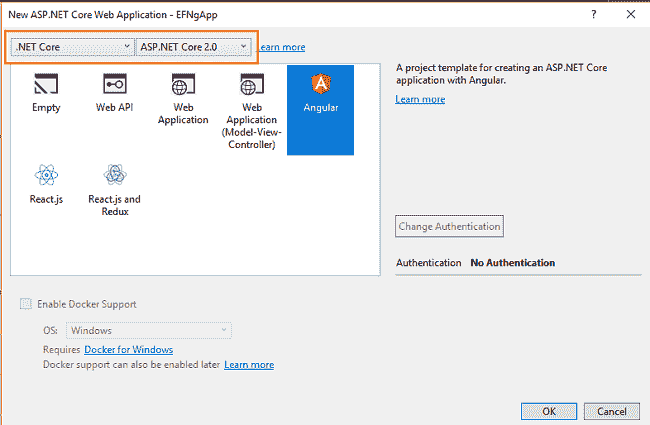 New ASP.NET Core Web Application - EFNgApp
.NET Core
ASP.NET Core 2.0
Learn more
Empty
Web API
Web
Application
Web
Application
(Model-View-
Controller)
Angular
React.js
React.js and
Redux
A project template for creating an ASP.NET Core
application with Angular.
Learn more
Change Authentication
Authentication No Authentication
Enable Docker Support
OS: Windows
Requires Docker for Windows
Docker support can also be enabled later Learn more
OK
Cancel